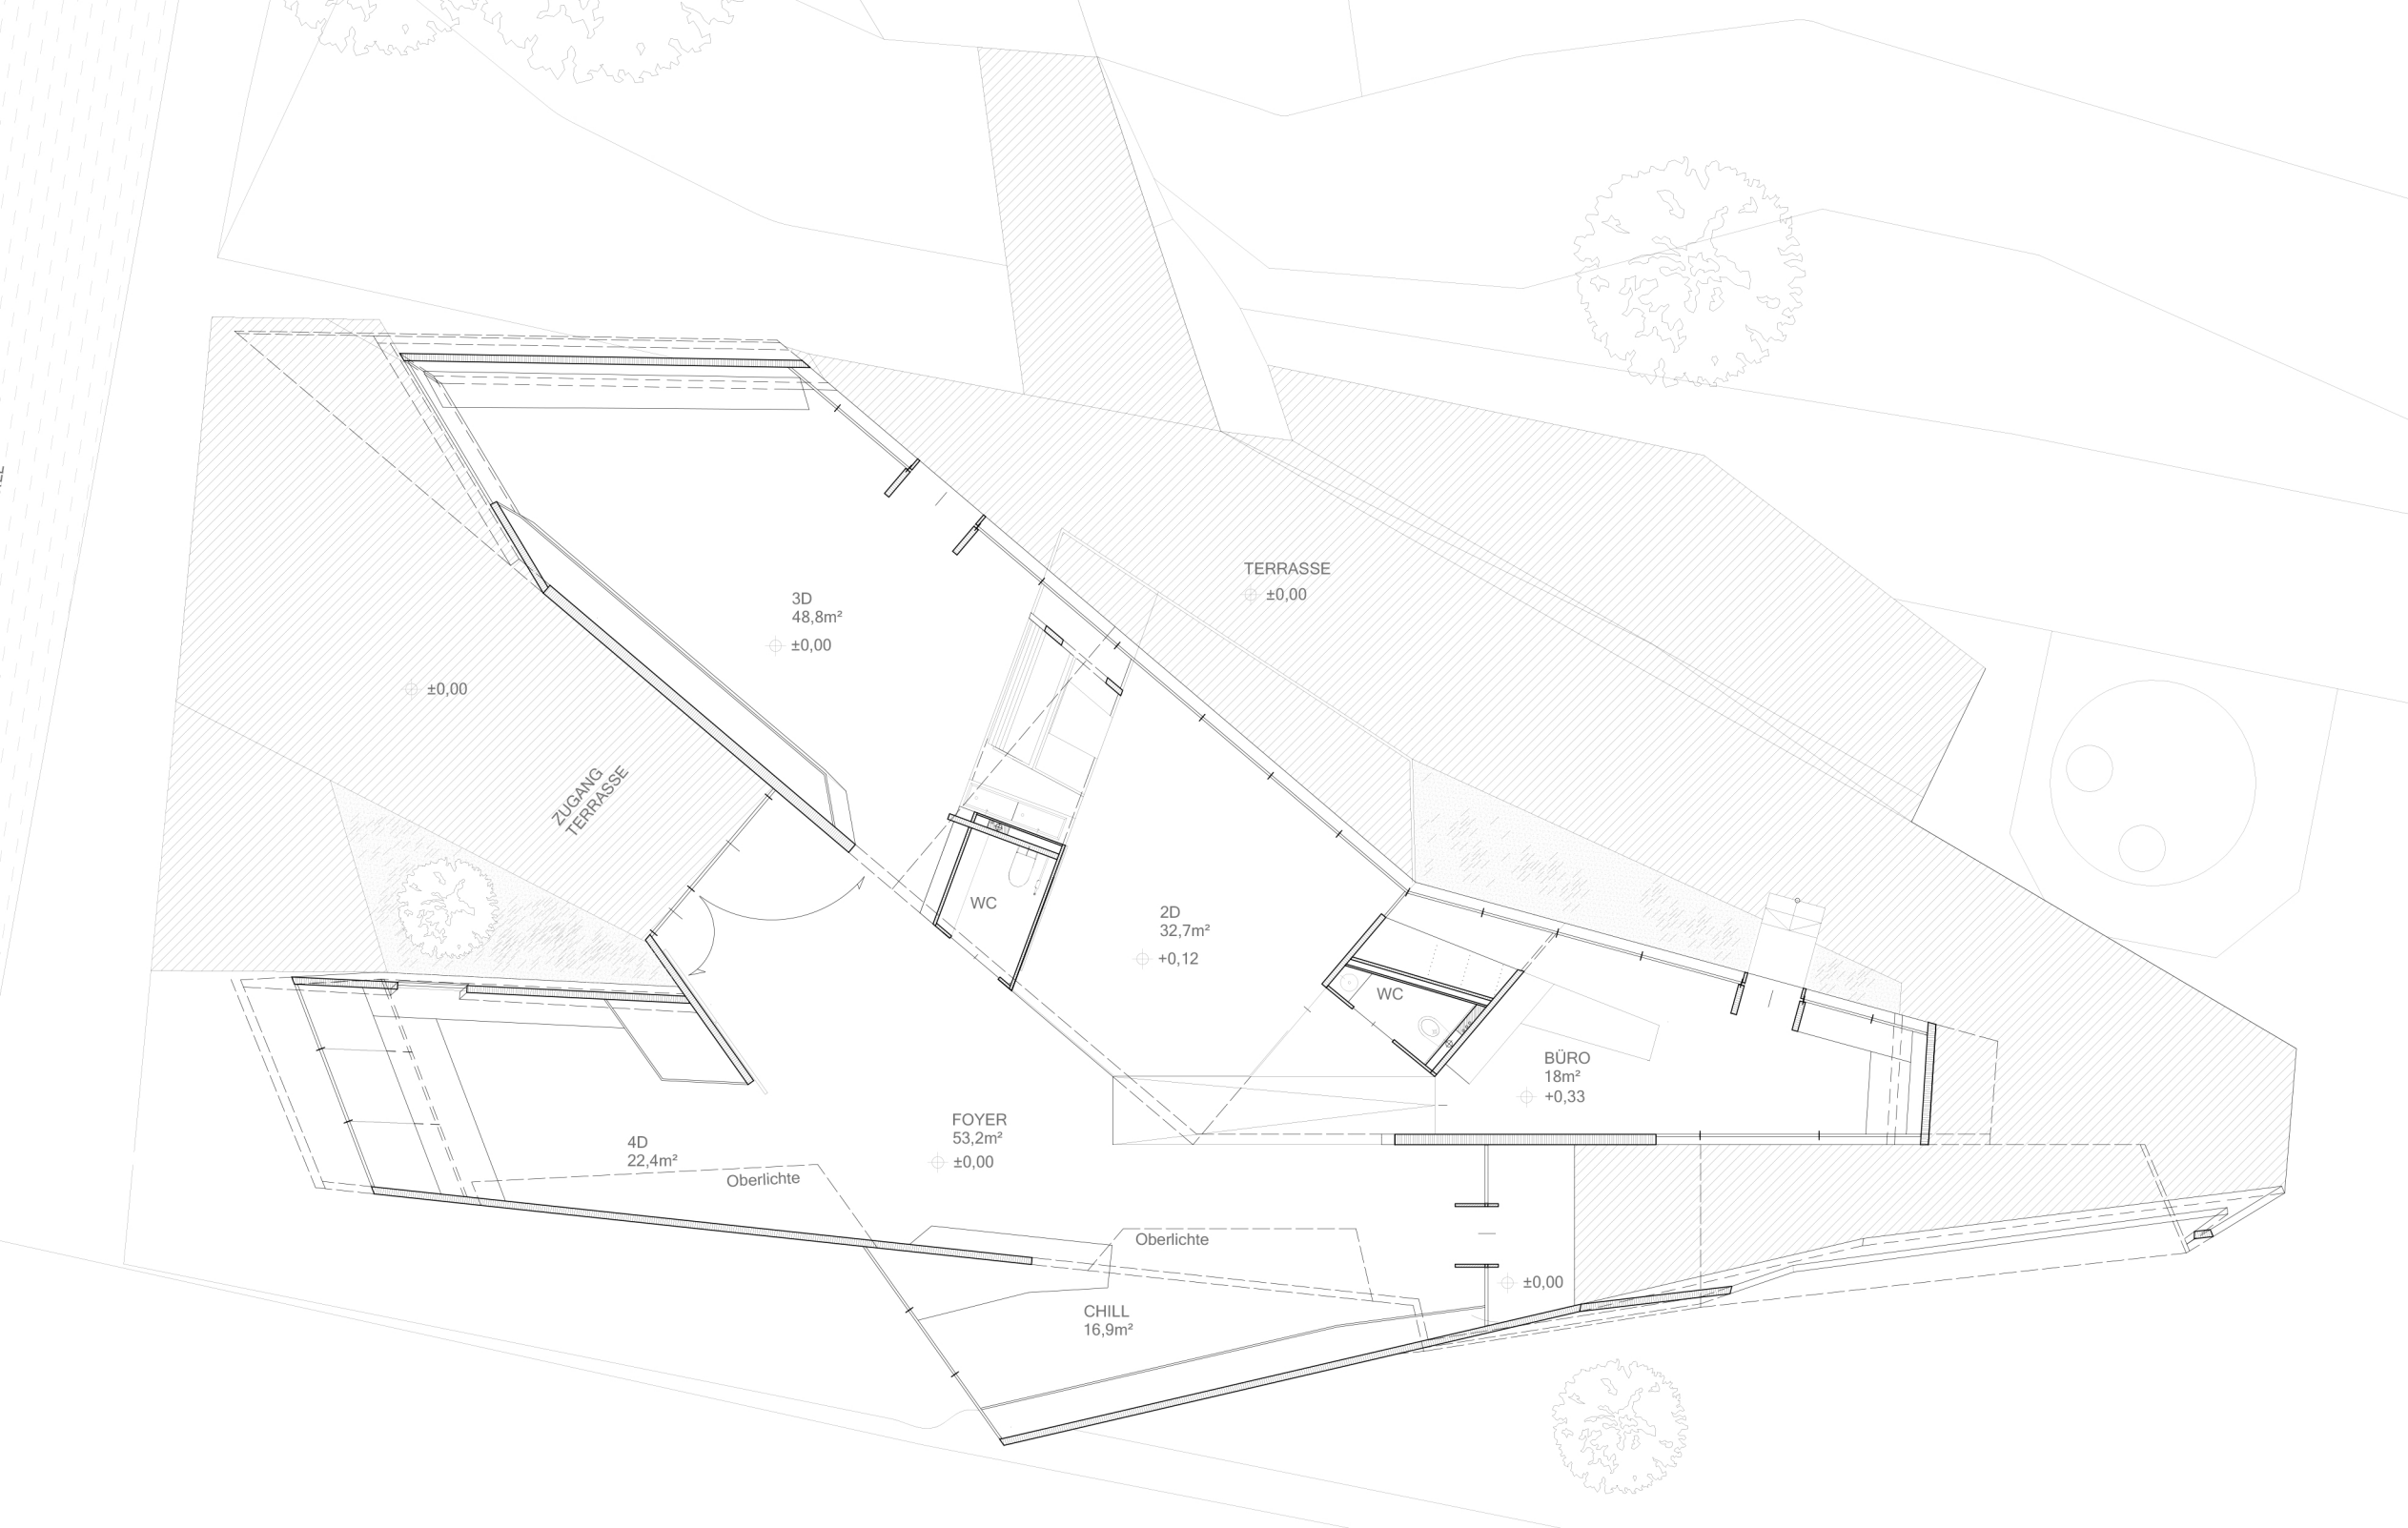 TERRASSE
±0,00
3D
48,8m²
±0,00
±0,00
ZUGANG
TERRASSE
WC
2D
32,7m²
+0,12
WC
BÜRO
18m²
+0,33
FOYER
53,2m²
±0,00
4D
22,4m²
Oberlichte
Oberlichte
±0,00
CHILL
16,9m²